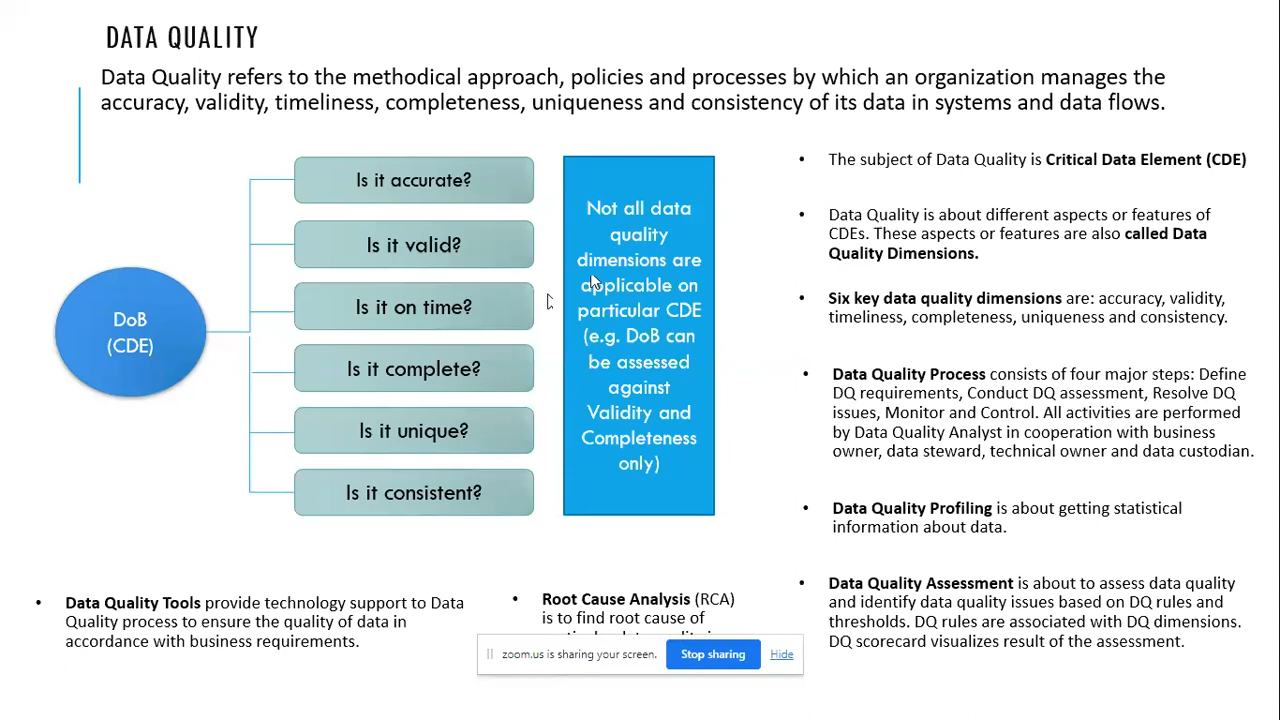 DATA QUALITY
Data Quality refers to the methodical approach, policies and processes by which an organization manages the
accuracy, validity, timeliness, completeness, uniqueness and consistency of its data in systems and data flows.
DoB
(CDE)
Is it accurate?
Is it valid?
Is it on time?
Is it complete?
Is it unique?
Is it consistent?
Not all data
quality
dimensions are
applicable on
particular CDE
(e.g. DoB can
be assessed
against
Validity and
Completeness
only)
• The subject of Data Quality is Critical Data Element (CDE)
• Data Quality is about different aspects or features of
CDEs. These aspects or features are also called Data
Quality Dimensions.
• Six key data quality dimensions are: accuracy, validity,
timeliness, completeness, uniqueness and consistency.
• Data Quality Process consists of four major steps: Define
DQ requirements, Conduct DQ assessment, Resolve DQ
issues, Monitor and Control. All activities are performed
by Data Quality Analyst in cooperation with business
owner, data steward, technical owner and data custodian.
• Data Quality Profiling is about getting statistical
information about data.
• Data Quality Assessment is about to assess data quality
and identify data quality issues based on DQ rules and
thresholds. DQ rules are associated with DQ dimensions.
DQ scorecard visualizes result of the assessment.
• Data Quality Tools provide technology support to Data
Quality process to ensure the quality of data in
accordance with business requirements.
• Root Cause Analysis (RCA)
is to find root cause of
zoom.us is sharing your screen.
Stop sharing
Hide